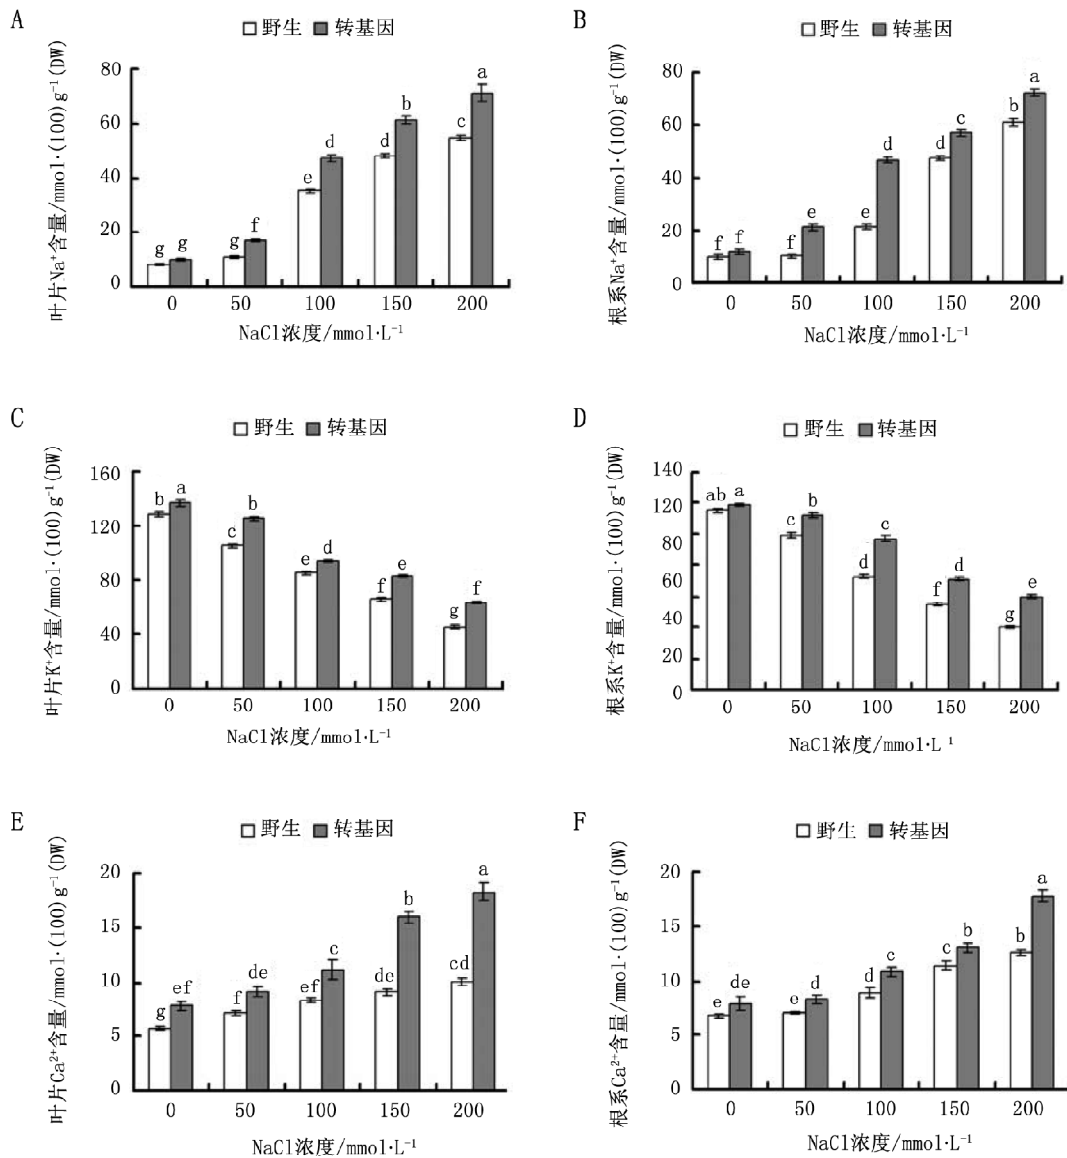 A
□野生 ■转基因
叶片Na⁺含量/mmol·(100)g⁻¹(DW)
80
60
40
20
0
g g g f e d d b c a
0 50 100 150 200
NaCl浓度/mmol·L⁻¹
B
□野生 ■转基因
根系Na⁺含量/mmol·(100)g⁻¹(DW)
80
60
40
20
0
f f f e e d d c b a
0 50 100 150 200
NaCl浓度/mmol·L⁻¹
C
□野生 ■转基因
叶片K⁺含量/mmol·(100)g⁻¹(DW)
160
120
80
40
0
b a c b e d f e g f
0 50 100 150 200
NaCl浓度/mmol·L⁻¹
D
□野生 ■转基因
根系K⁺含量/mmol·(100)g⁻¹(DW)
140
120
80
60
40
20
0
ab a c b d c f d g e
0 50 100 150 200
NaCl浓度/mmol·L⁻¹
E
□野生 ■转基因
叶片Ca²⁺含量/mmol·(100)g⁻¹(DW)
20
15
10
5
0
g ef f de ef c de b cd a
0 50 100 150 200
NaCl浓度/mmol·L⁻¹
F
□野生 ■转基因
根系Ca²⁺含量/mmol·(100)g⁻¹(DW)
20
15
10
5
0
e de e d d c c b b a
0 50 100 150 200
NaCl浓度/mmol·L⁻¹